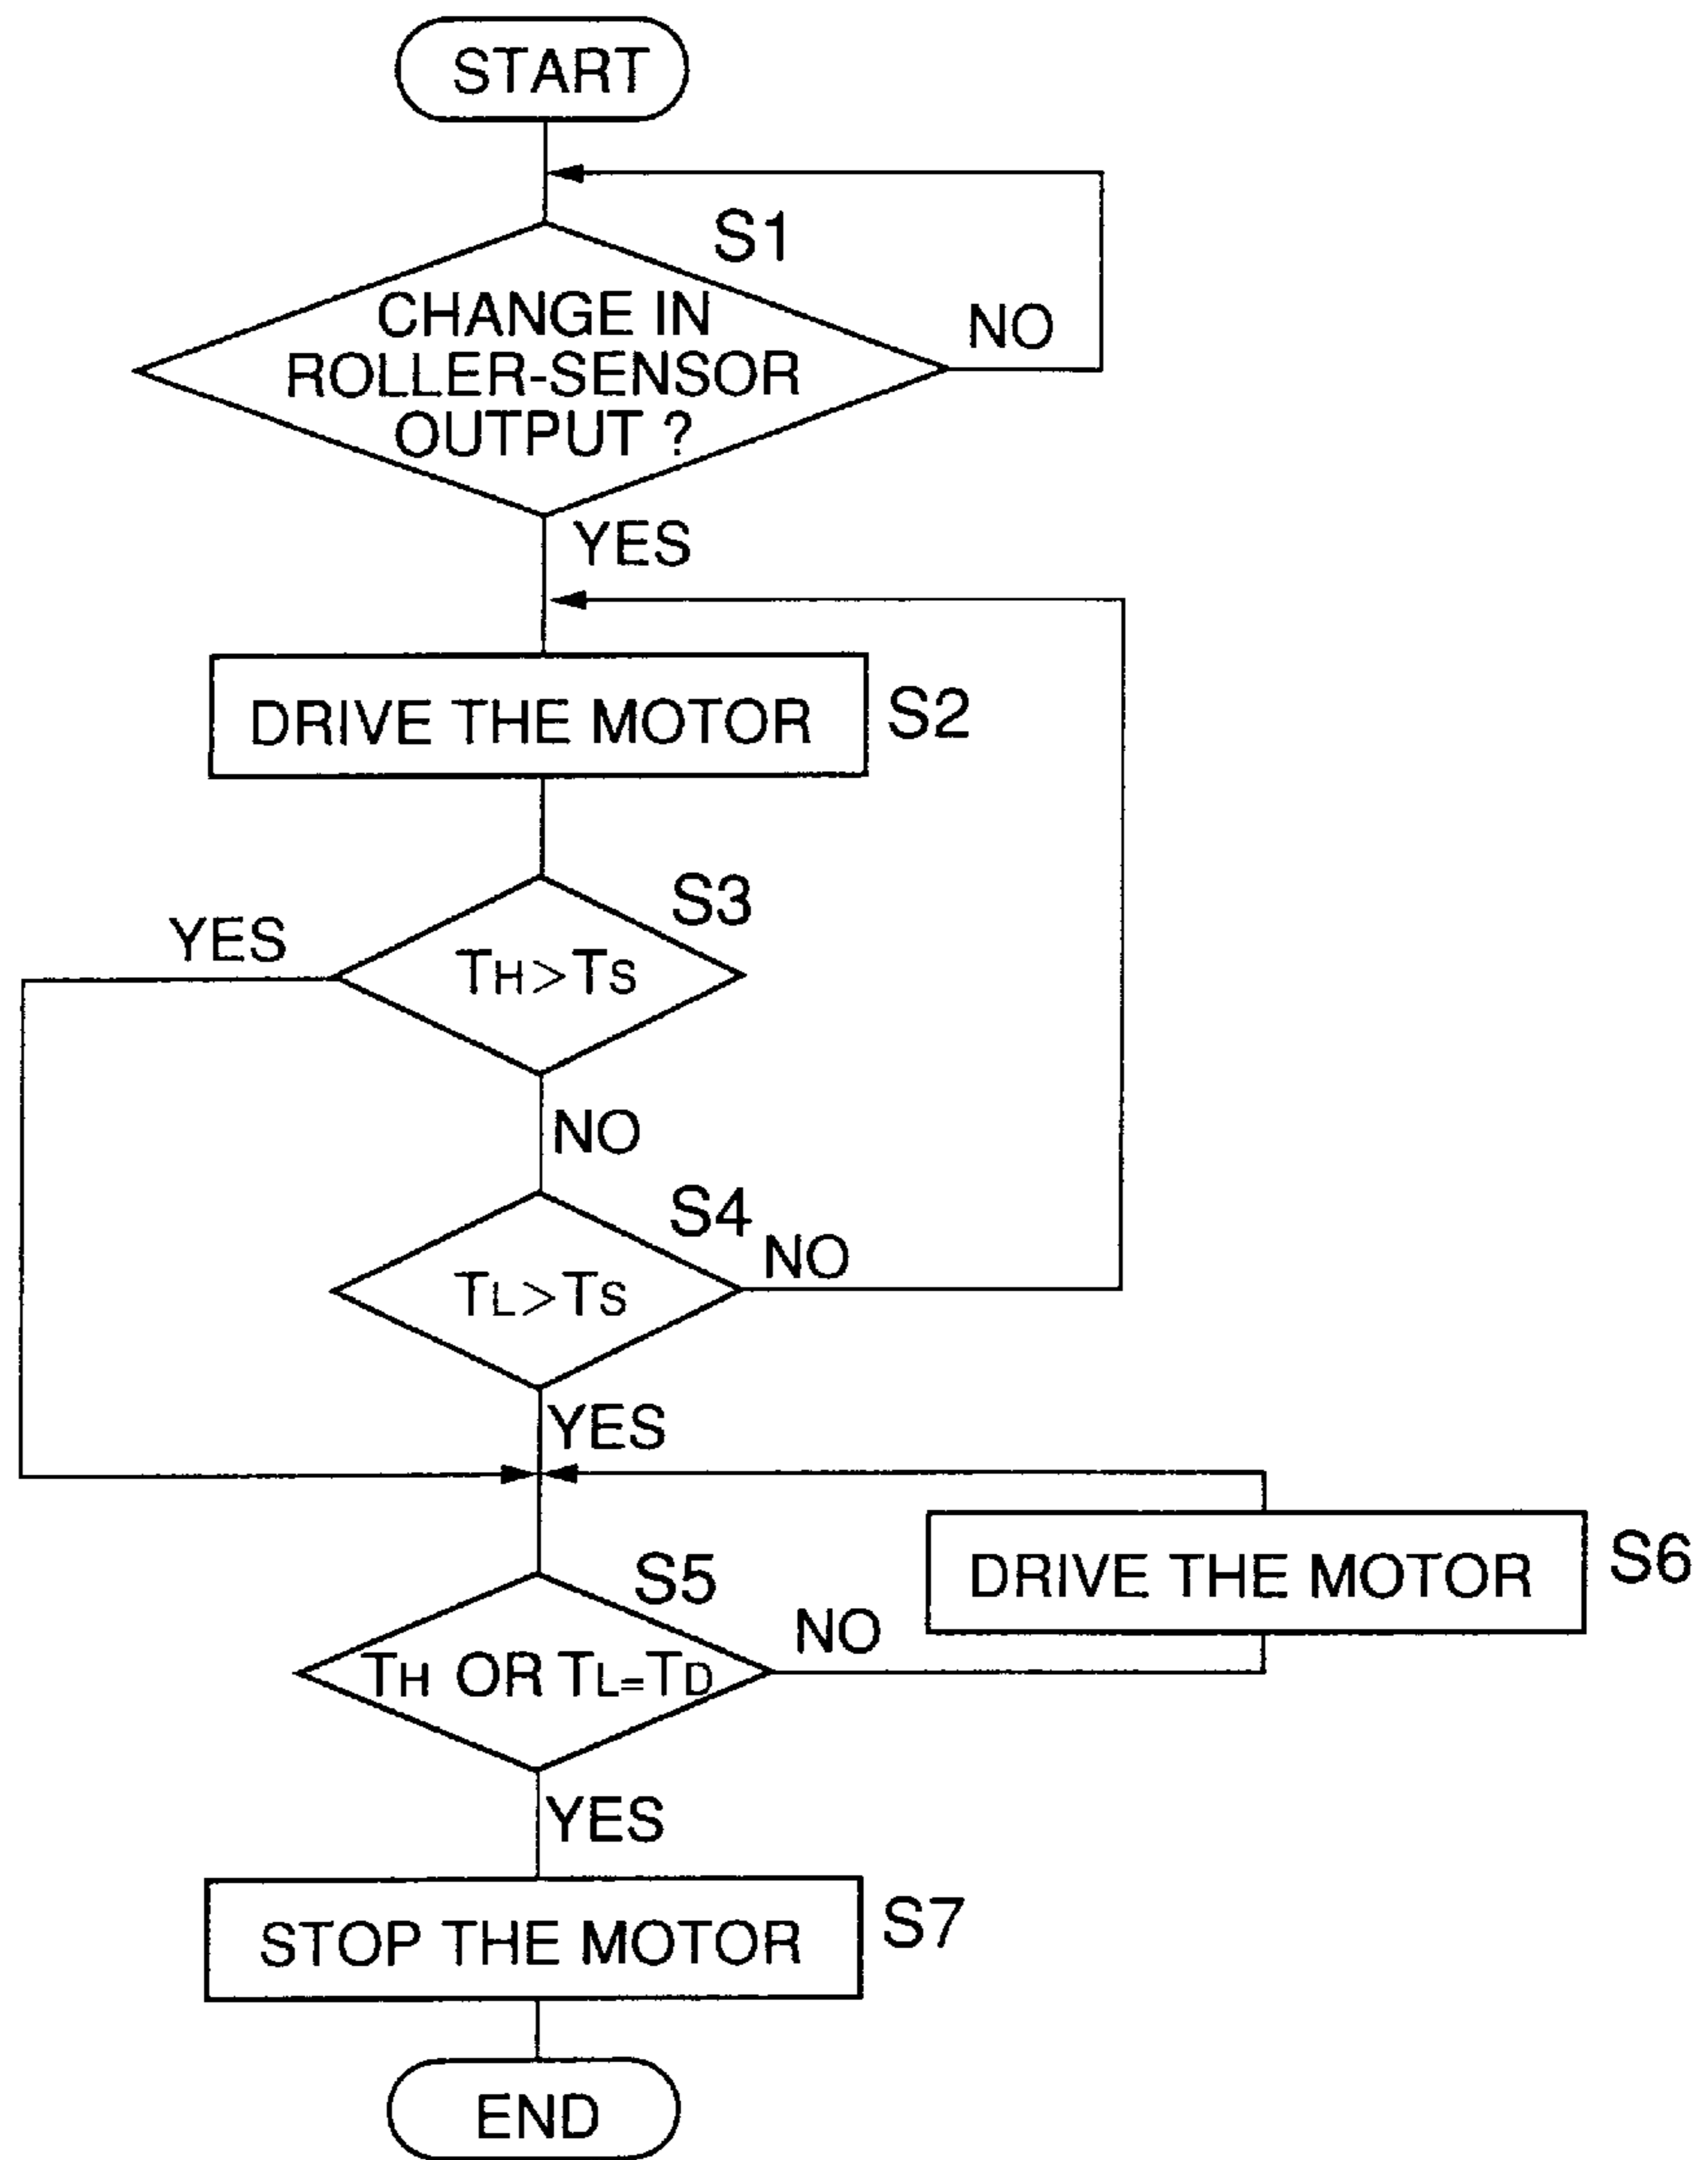 START
S1
CHANGE IN
ROLLER-SENSOR
OUTPUT ?
NO
YES
DRIVE THE MOTOR
S2
S3
YES
TH>TS
NO
S4
NO
TL>TS
YES
DRIVE THE MOTOR
S6
S5
NO
TH OR TL=TD
YES
STOP THE MOTOR
S7
END